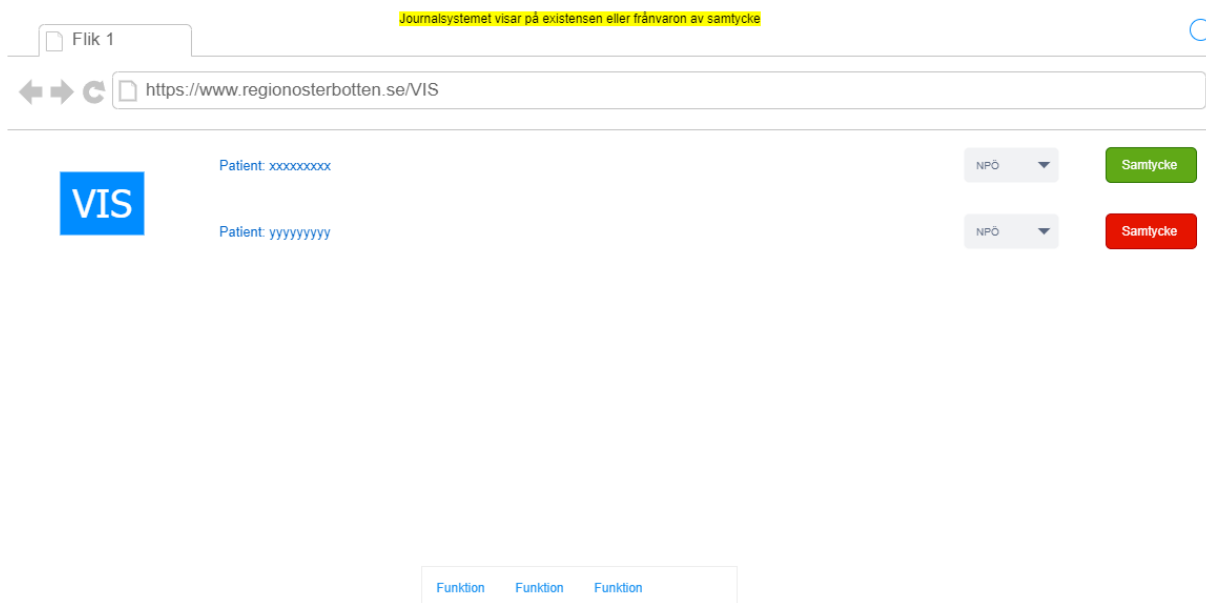 Journalsystemet visar på existensen eller frånvaron av samtycke
Flik 1
https://www.regionosterbotten.se/VIS
VIS
Patient: xxxxxxxxx
NPÖ
Samtycke
Patient: yyyyyyyyy
NPÖ
Samtycke
Funktion Funktion Funktion